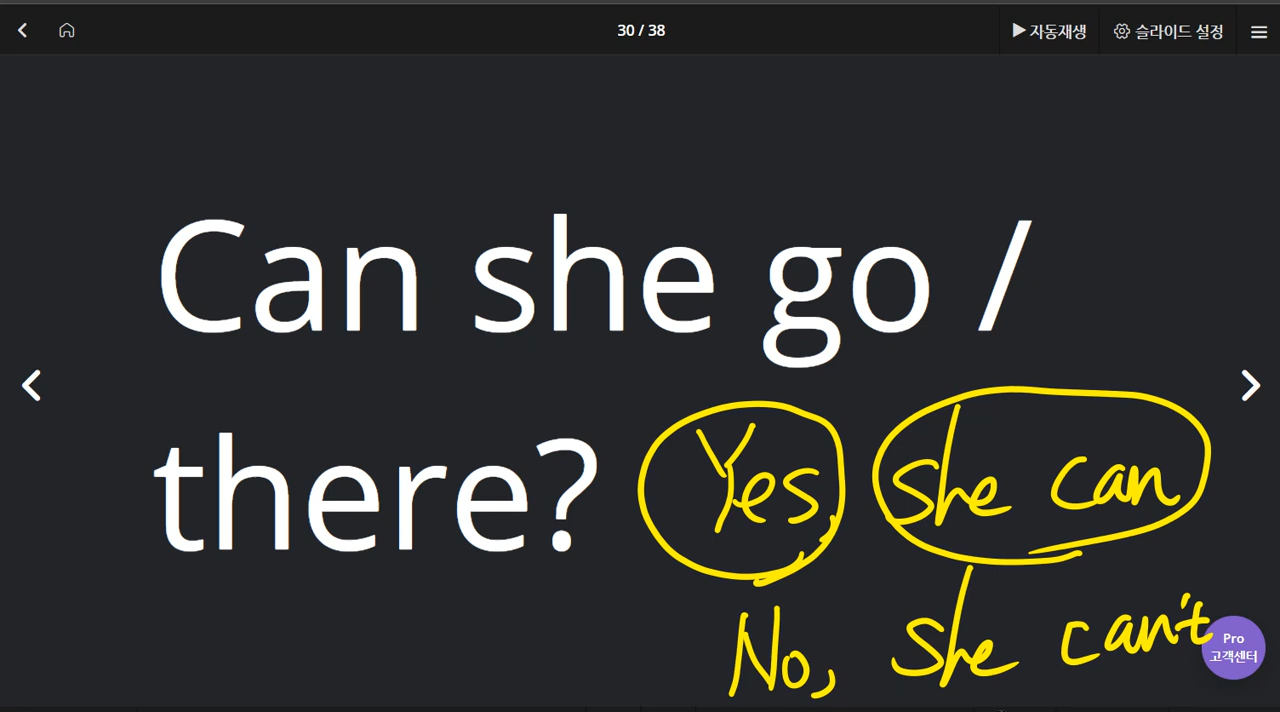 30 / 38
▶ 자동재생
슬라이드 설정
Can she go /
there?
Yes, she can
No, she can't
Pro
고객센터